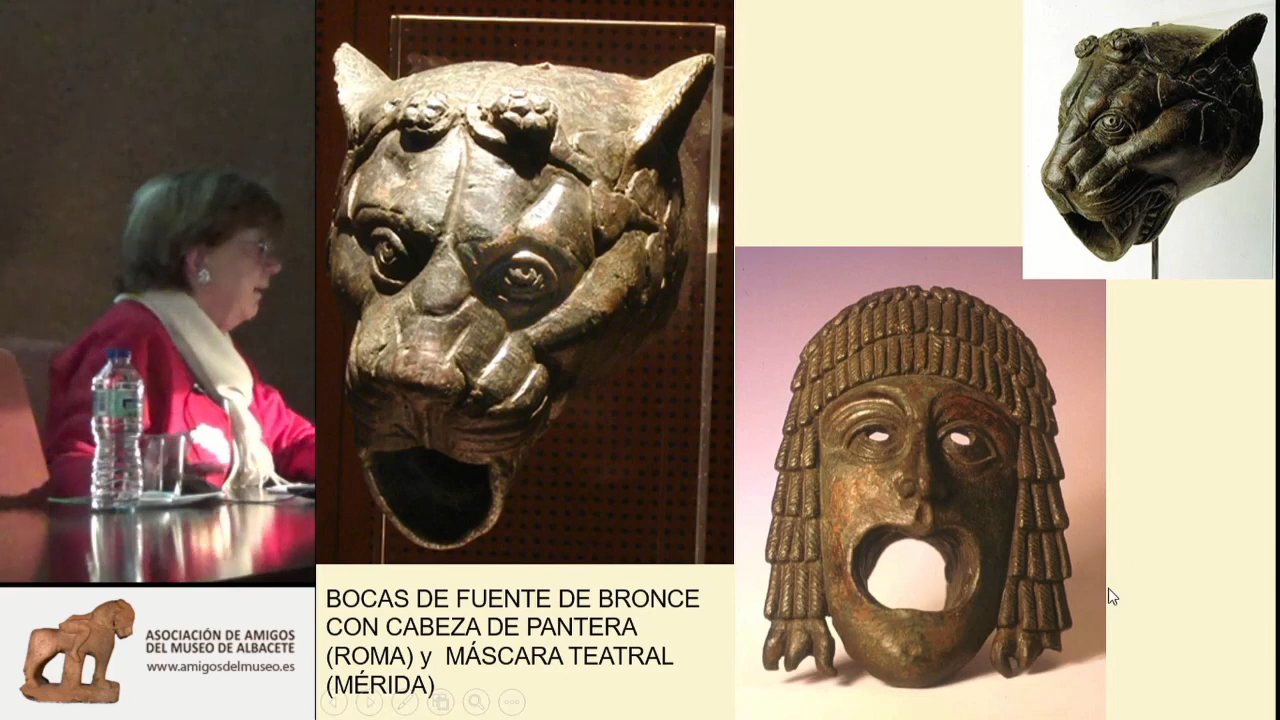 BOCAS DE FUENTE DE BRONCE
CON CABEZA DE PANTERA
(ROMA) y MÁSCARA TEATRAL
(MÉRIDA)
ASOCIACIÓN DE AMIGOS
DEL MUSEO DE ALBACETE
www.amigosdelmuseo.es